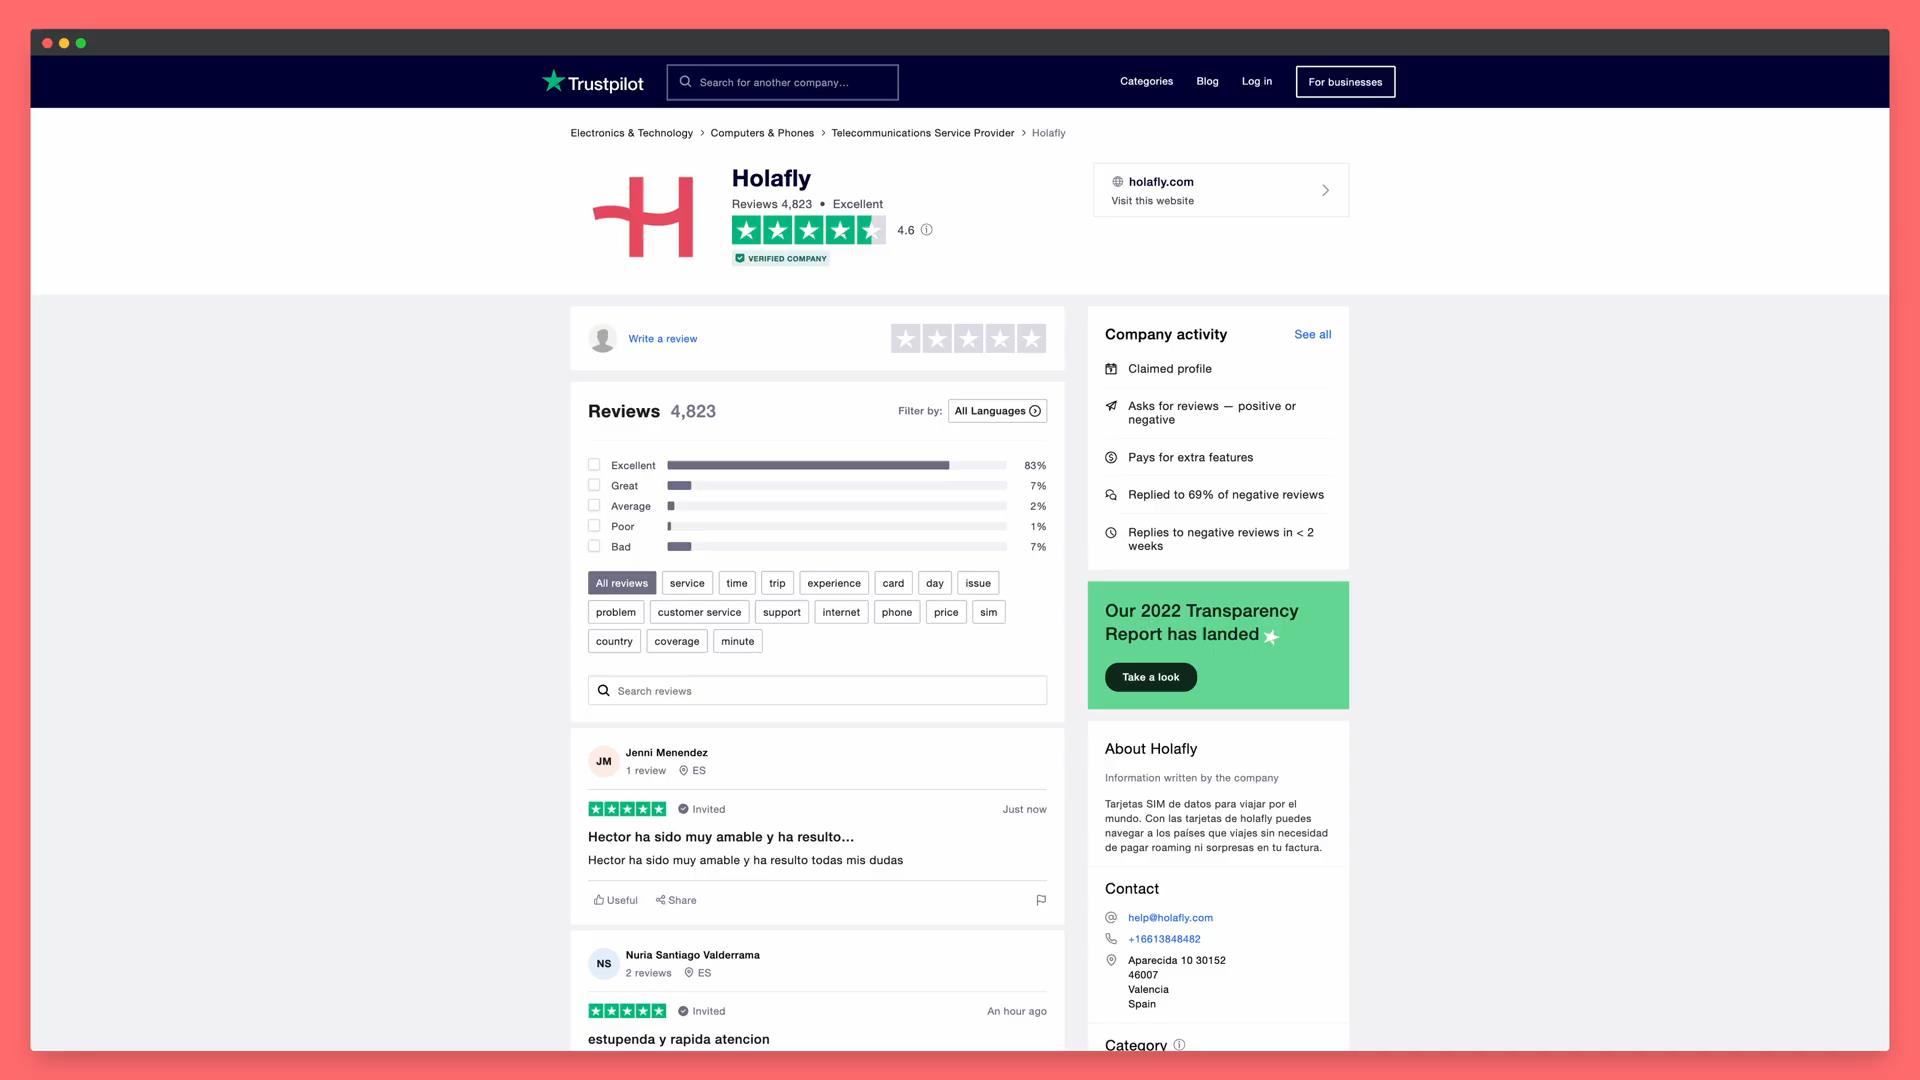 Trustpilot
Search for another company...
Categories
Blog
Log in
For businesses
Electronics & Technology > Computers & Phones > Telecommunications Service Provider > Holafly
Holafly
Reviews 4,823 • Excellent
4.6
VERIFIED COMPANY
holafly.com
Visit this website
Write a review
Reviews 4,823
Filter by: All Languages
Excellent 83%
Great 7%
Average 2%
Poor 1%
Bad 7%
All reviews service time trip experience card day issue
problem customer service support internet phone price sim
country coverage minute
Search reviews
JM
Jenni Menendez
1 review ES
Invited
Just now
Hector ha sido muy amable y ha resulto...
Hector ha sido muy amable y ha resulto todas mis dudas
Useful Share
NS
Nuria Santiago Valderrama
2 reviews ES
Invited
An hour ago
estupenda y rapida atencion
Company activity
See all
Claimed profile
Asks for reviews — positive or
negative
Pays for extra features
Replied to 69% of negative reviews
Replies to negative reviews in < 2
weeks
Our 2022 Transparency
Report has landed
Take a look
About Holafly
Information written by the company
Tarjetas SIM de datos para viajar por el
mundo. Con las tarjetas de holafly puedes
navegar a los países que viajes sin necesidad
de pagar roaming ni sorpresas en tu factura.
Contact
help@holafly.com
+16613848482
Aparecida 10 30152
46007
Valencia
Spain
Category